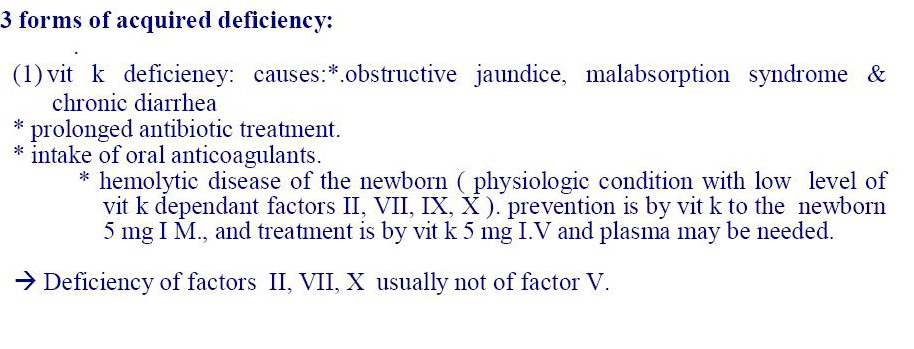 3 forms of acquired deficiency:
.
(1) vit k deficieney: causes:*.obstructive jaundice, malabsorption syndrome &
chronic diarrhea
* prolonged antibiotic treatment.
* intake of oral anticoagulants.
* hemolytic disease of the newborn ( physiologic condition with low level of
vit k dependant factors II, VII, IX, X ). prevention is by vit k to the newborn
5 mg I M., and treatment is by vit k 5 mg I.V and plasma may be needed.
→ Deficiency of factors II, VII, X usually not of factor V.